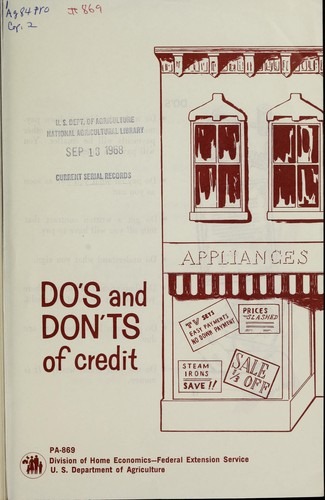 Ag84Pro
Cop. 2
869
U. S. DEPT. OF AGRICULTURE
NATIONAL AGRICULTURAL LIBRARY
SEP 13 1968
CURRENT SERIAL RECORDS
APPLIANCES
TV SETS
EASY PAYMENTS
NO DOWN PAYMENT
PRICES
SLASHED
STEAM
IRONS
SAVE!!
SALE
1/3 OFF
DO'S and
DON'TS
of credit
PA-869
Division of Home Economics—Federal Extension Service
U. S. Department of Agriculture